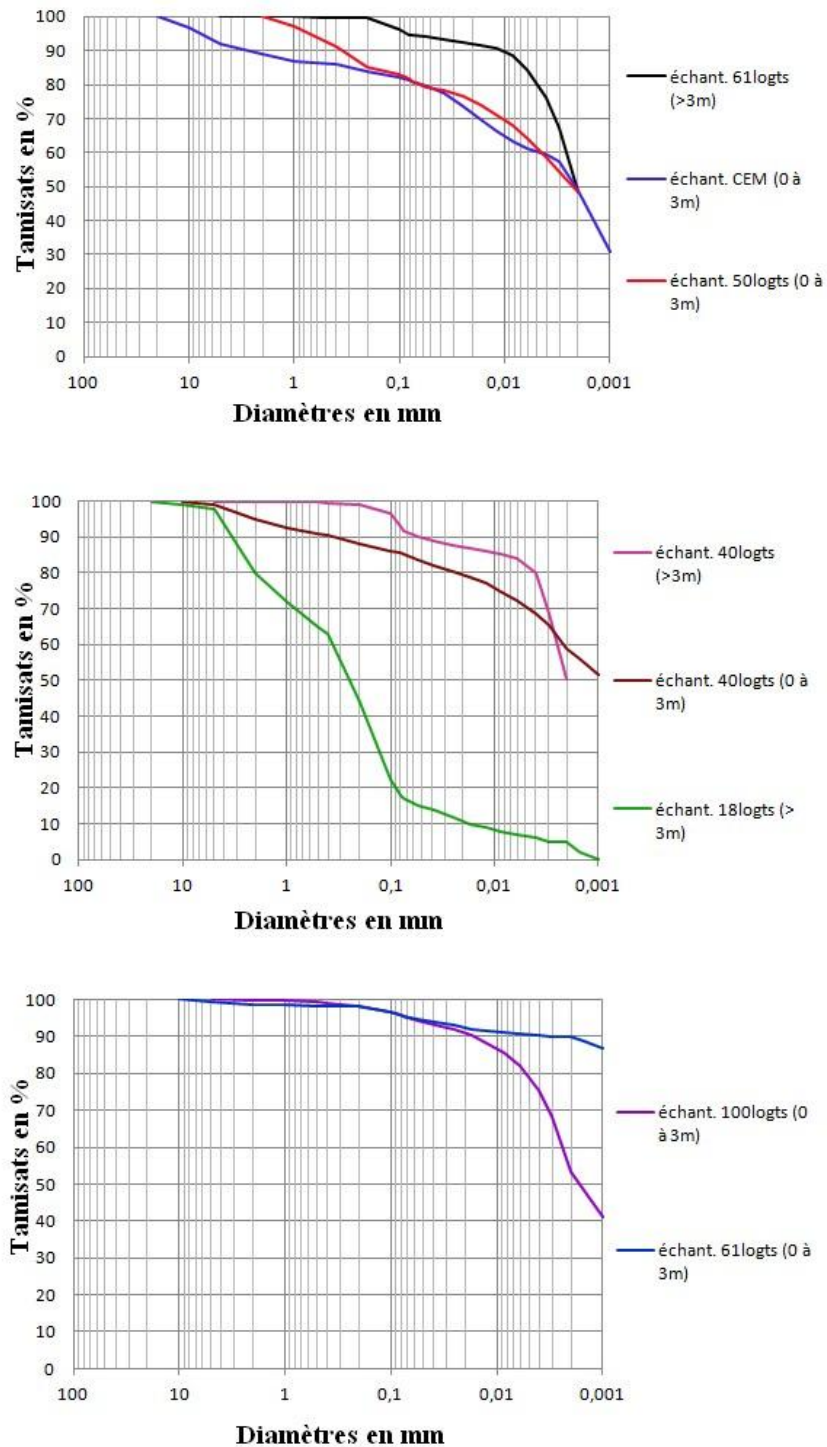 Tamisats en %
100
90
80
70
60
50
40
30
20
10
0
100
10
1
0,1
0,01
0,001
Diamètres en mm
échant. 61logts
(>3m)
échant. CEM (0 à
3m)
échant. 50logts (0 à
3m)
Tamisats en %
100
90
80
70
60
50
40
30
20
10
0
100
10
1
0,1
0,01
0,001
Diamètres en mm
échant. 40logts
(>3m)
échant. 40logts (0 à
3m)
échant. 18logts (>
3m)
Tamisats en %
100
90
80
70
60
50
40
30
20
10
0
100
10
1
0,1
0,01
0,001
Diamètres en mm
échant. 100logts (0
à 3m)
échant. 61logts (0 à
3m)